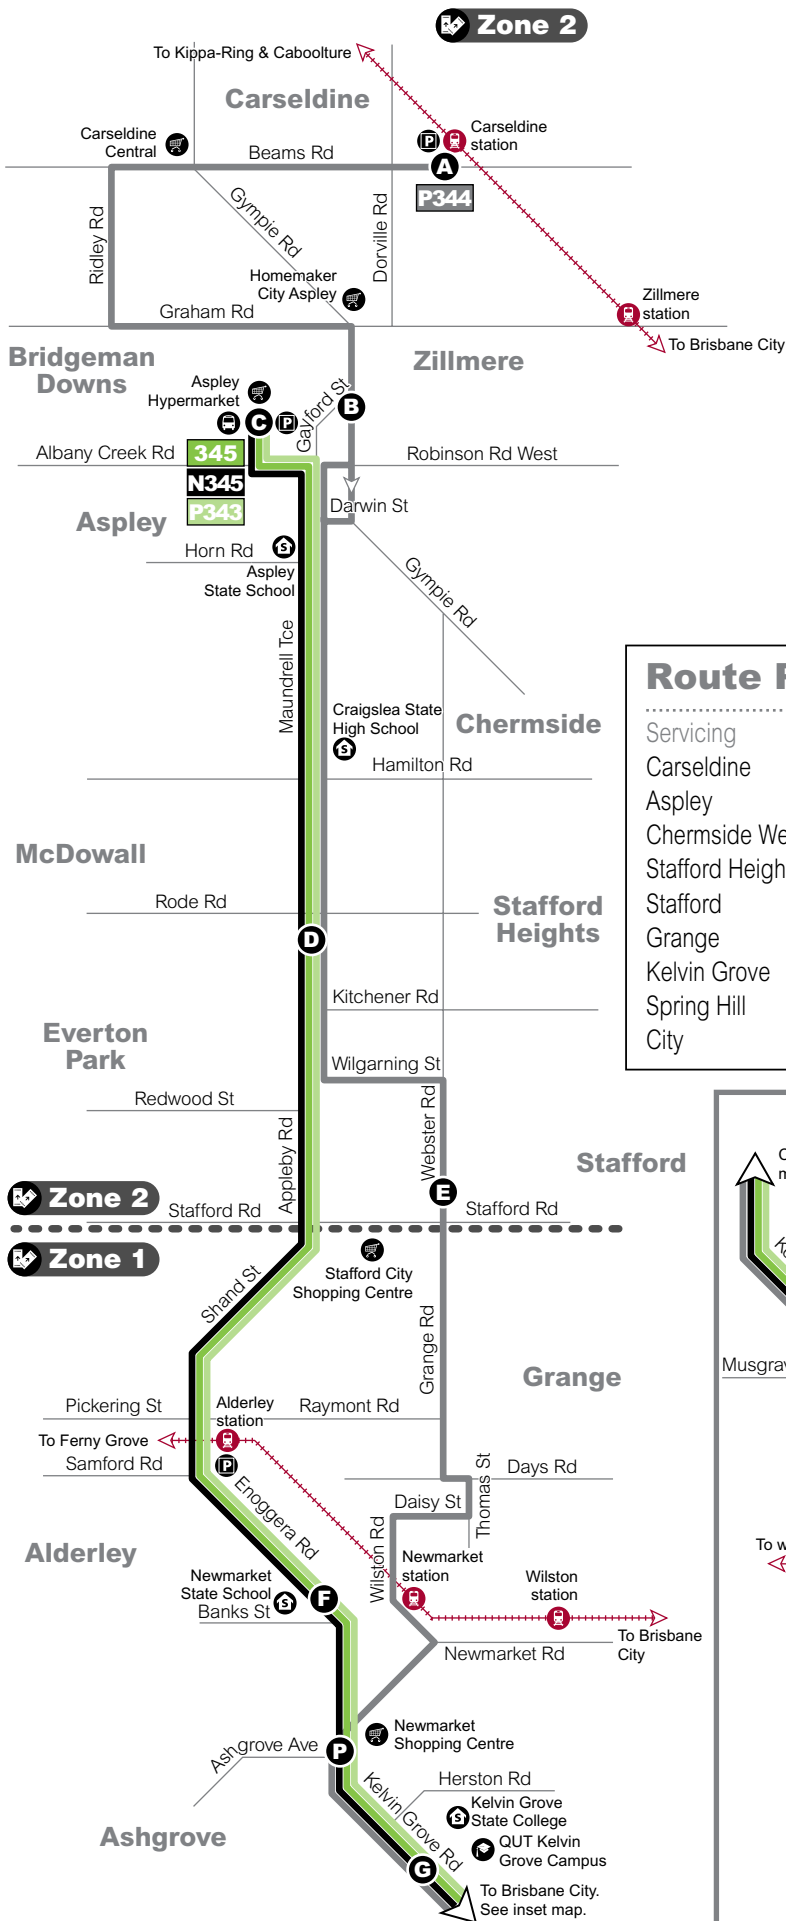 Zone 2
To Kippa-Ring & Caboolture
Carseldine
Carseldine
Central
P
Carseldine
station
Beams Rd
A
P344
Ridley Rd
Gympie Rd
Dorville Rd
Homemaker
City Aspley
Zillmere
station
Graham Rd
To Brisbane City
Bridgeman
Downs
Zillmere
Aspley
Hypermarket
Gayford St
B
C
P
Albany Creek Rd
345
Robinson Rd West
N345
P343
Darwin St
Aspley
Horn Rd
S
Aspley
State School
Gympie Rd
Maundrell Tce
Craigslea State
High School
S
Chermside
Hamilton Rd
Route
Servicing
Carseldine
Aspley
Chermside We
Stafford Heigh
Stafford
Grange
Kelvin Grove
Spring Hill
City
McDowall
Rode Rd
Stafford
Heights
D
Kitchener Rd
Everton
Park
Wilgarning St
Redwood St
Appleby Rd
Webster Rd
Stafford
E
Zone 2
Stafford Rd
Stafford Rd
Zone 1
Stafford City
Shopping Centre
Shand St
Grange Rd
Grange
Musgra
Pickering St
Alderley
station
Raymont Rd
To Ferny Grove
Samford Rd
P
Enoggera Rd
Days Rd
Thomas St
Daisy St
Wilston Rd
Alderley
To w
Newmarket
station
Wilston
station
Newmarket
State School
S
F
Banks St
To Brisbane
City
Newmarket Rd
Newmarket
Shopping Centre
Ashgrove Ave
P
Herston Rd
Kelvin Grove Rd
S
Kelvin Grove
State College
QUT Kelvin
Grove Campus
Ashgrove
G
To Brisbane City.
See inset map.